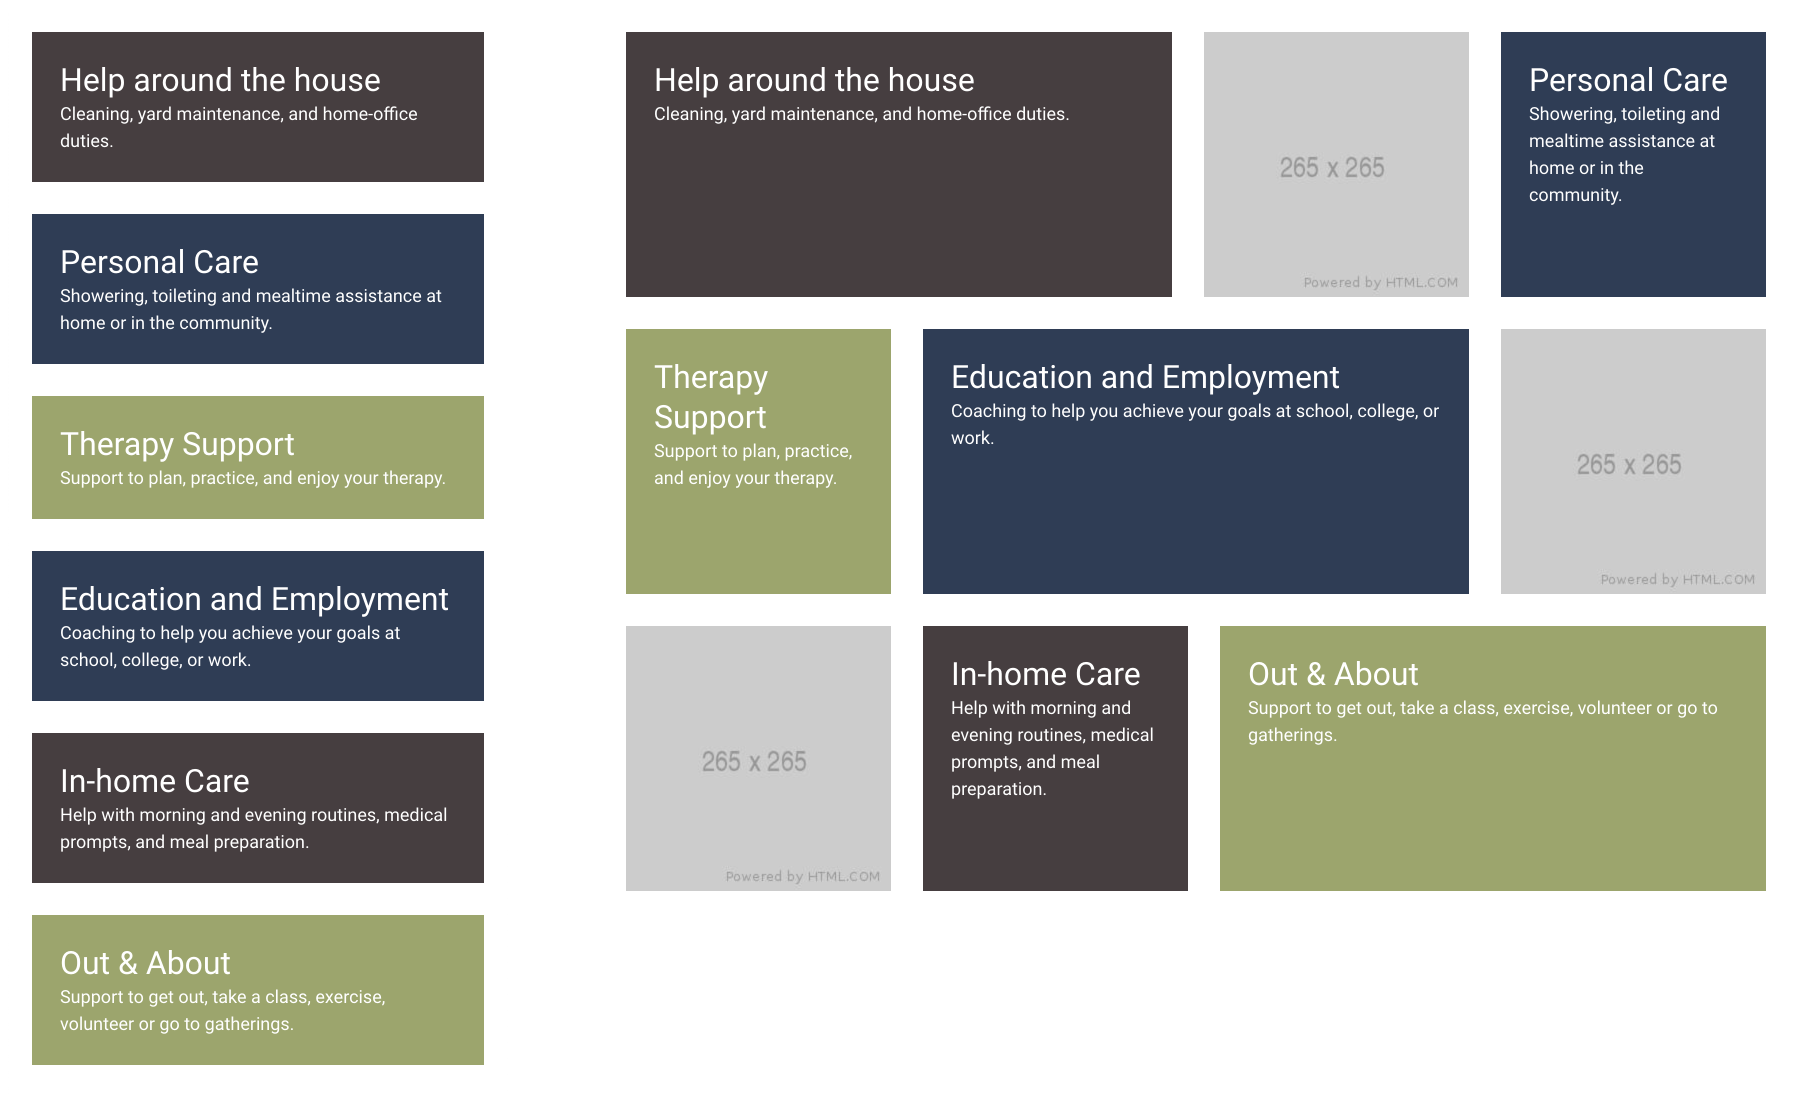 Help around the house
Cleaning, yard maintenance, and home-office
duties.
Personal Care
Showering, toileting and mealtime assistance at
home or in the community.
Therapy Support
Support to plan, practice, and enjoy your therapy.
Education and Employment
Coaching to help you achieve your goals at
school, college, or work.
In-home Care
Help with morning and evening routines, medical
prompts, and meal preparation.
Out & About
Support to get out, take a class, exercise,
volunteer or go to gatherings.
Help around the house
Cleaning, yard maintenance, and home-office duties.
265 x 265
Powered by HTML.COM
Personal Care
Showering, toileting and
mealtime assistance at
home or in the
community.
Therapy
Support
Support to plan, practice,
and enjoy your therapy.
Education and Employment
Coaching to help you achieve your goals at school, college, or
work.
265 x 265
Powered by HTML.COM
265 x 265
Powered by HTML.COM
In-home Care
Help with morning and
evening routines, medical
prompts, and meal
preparation.
Out & About
Support to get out, take a class, exercise, volunteer or go to
gatherings.